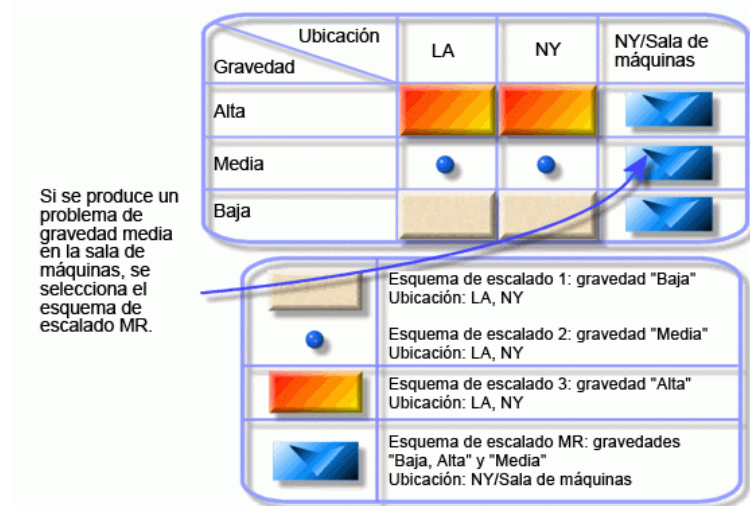 Ubicación
Gravedad
LA
NY
NY/Sala de
máquinas
Alta
Media
Baja
Si se produce un
problema de
gravedad media
en la sala de
máquinas, se
selecciona el
esquema de
escalado MR.
Esquema de escalado 1: gravedad "Baja"
Ubicación: LA, NY
Esquema de escalado 2: gravedad "Media"
Ubicación: LA, NY
Esquema de escalado 3: gravedad "Alta"
Ubicación: LA, NY
Esquema de escalado MR: gravedades
"Baja, Alta" y "Media"
Ubicación: NY/Sala de máquinas